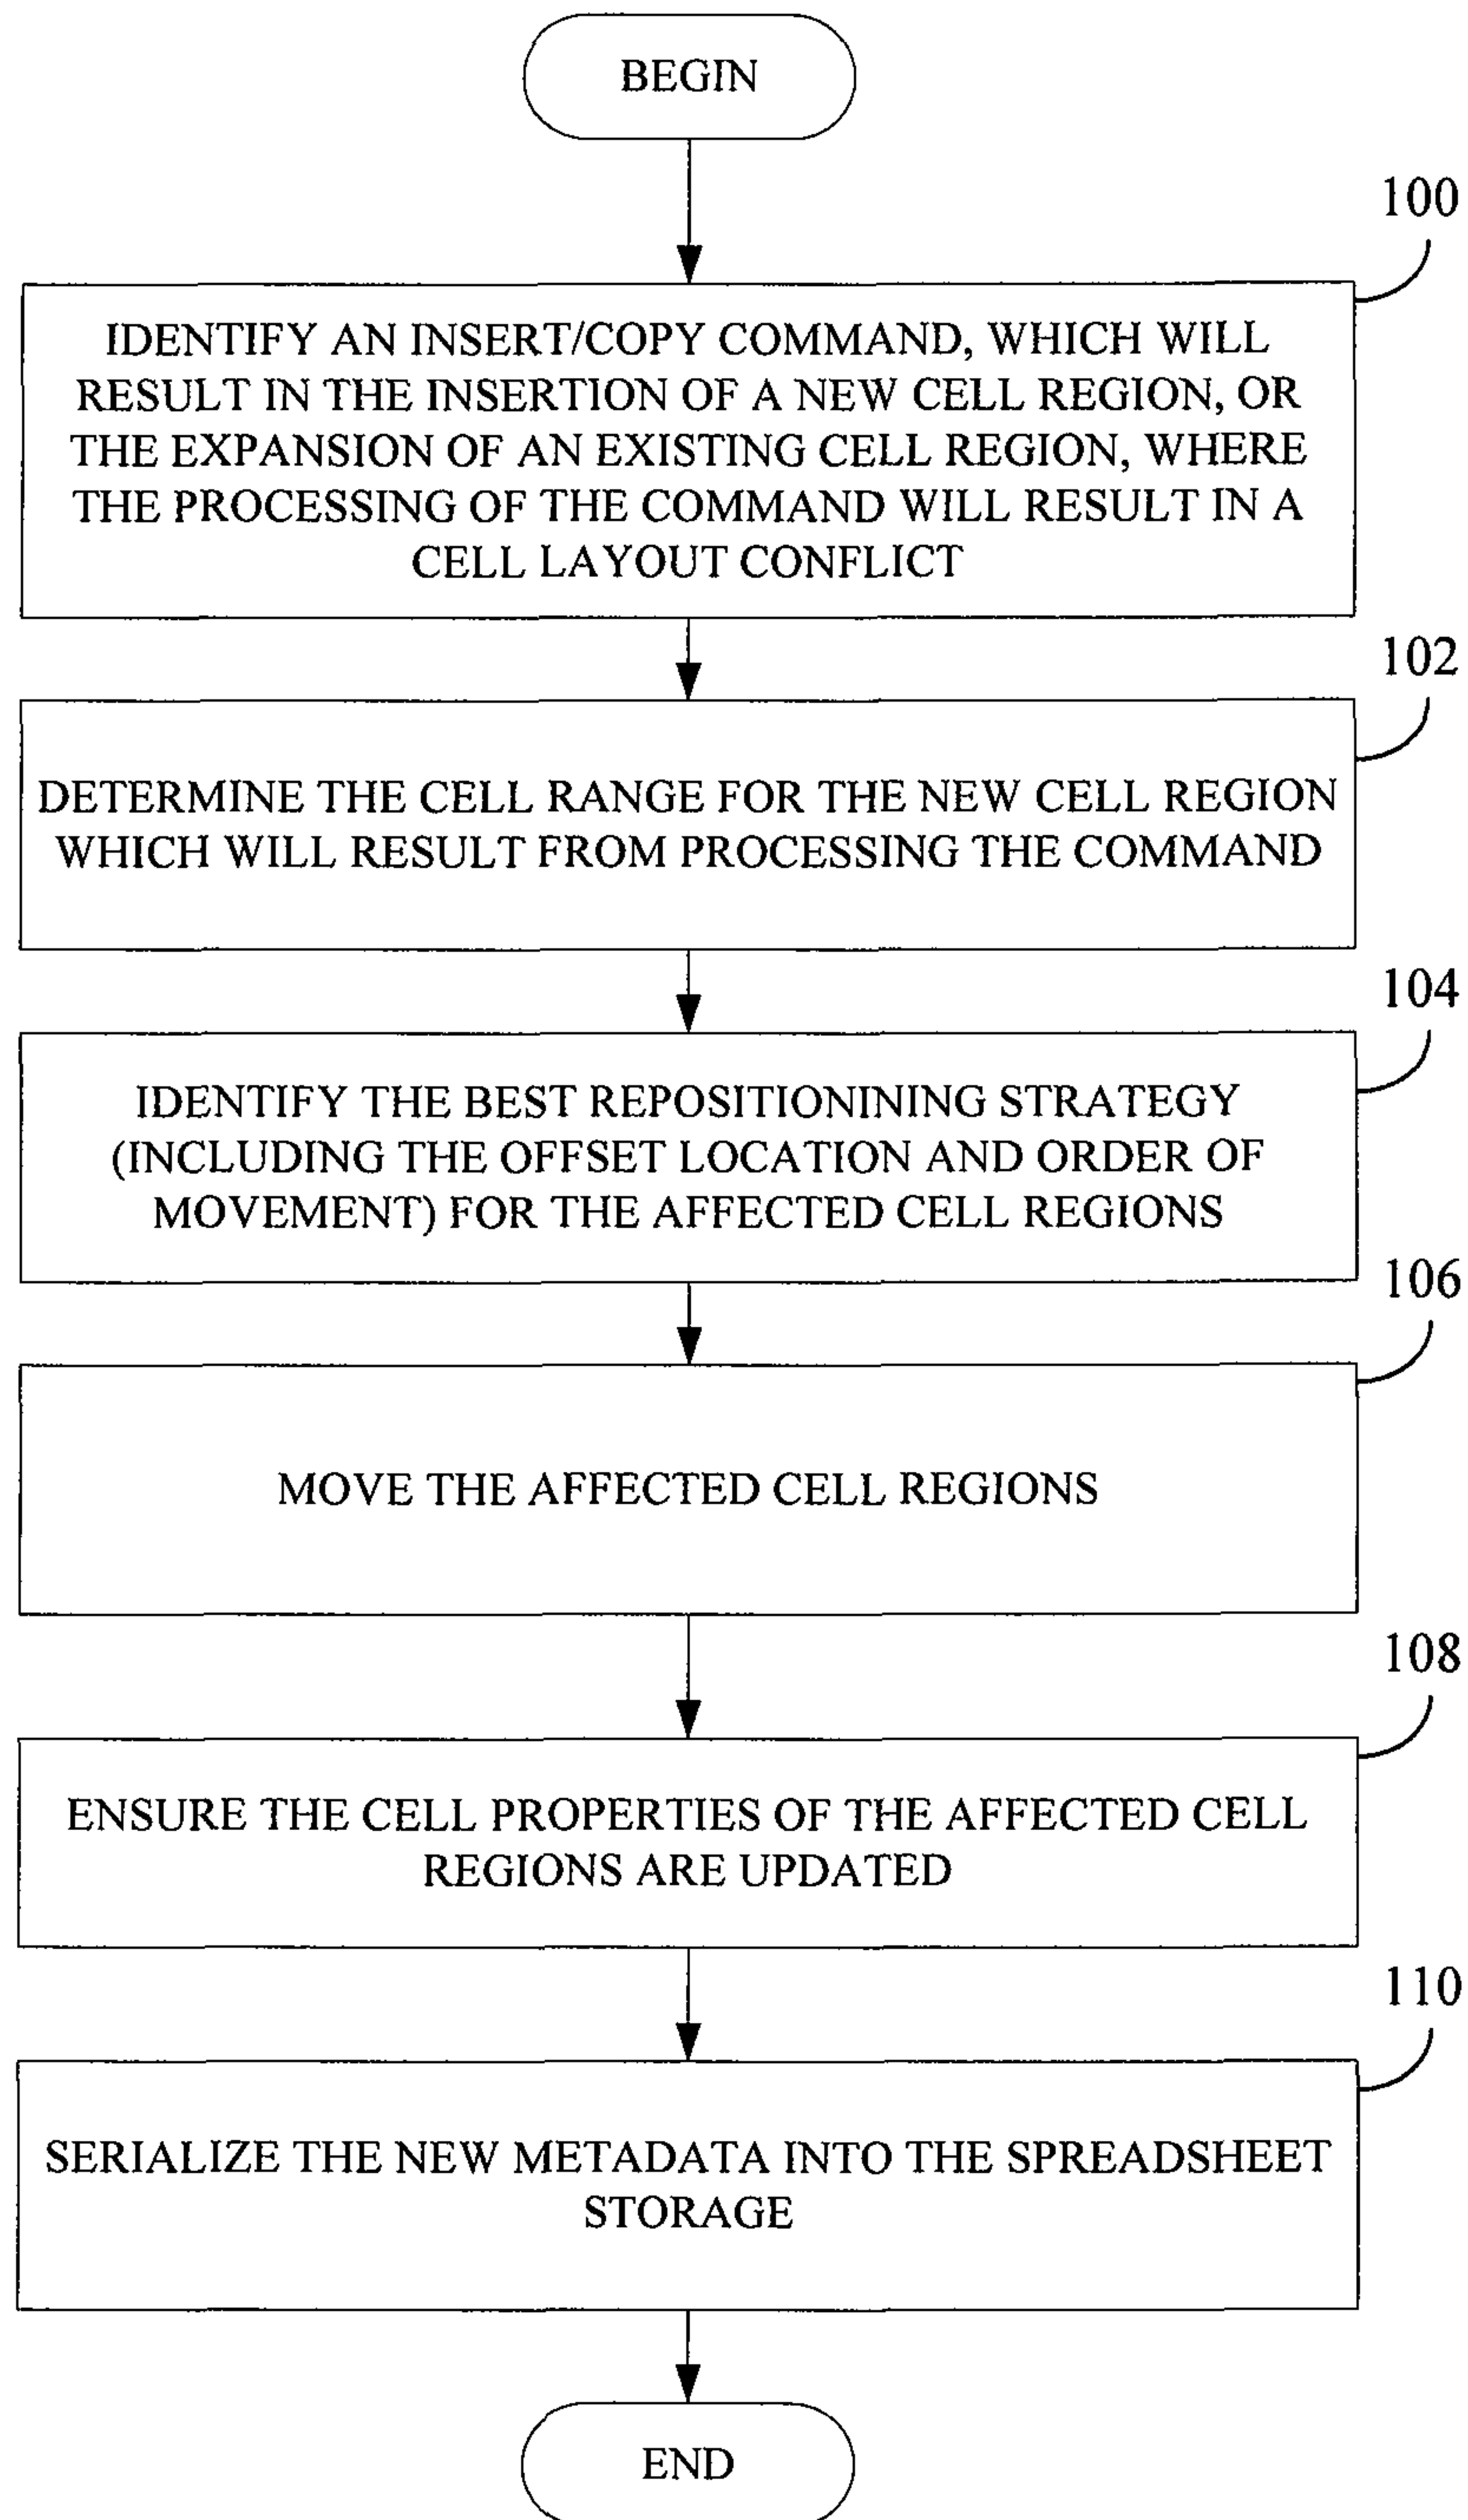 BEGIN
100
IDENTIFY AN INSERT/COPY COMMAND, WHICH WILL
RESULT IN THE INSERTION OF A NEW CELL REGION, OR
THE EXPANSION OF AN EXISTING CELL REGION, WHERE
THE PROCESSING OF THE COMMAND WILL RESULT IN A
CELL LAYOUT CONFLICT
102
DETERMINE THE CELL RANGE FOR THE NEW CELL REGION
WHICH WILL RESULT FROM PROCESSING THE COMMAND
104
IDENTIFY THE BEST REPOSITIONINING STRATEGY
(INCLUDING THE OFFSET LOCATION AND ORDER OF
MOVEMENT) FOR THE AFFECTED CELL REGIONS
106
MOVE THE AFFECTED CELL REGIONS
108
ENSURE THE CELL PROPERTIES OF THE AFFECTED CELL
REGIONS ARE UPDATED
110
SERIALIZE THE NEW METADATA INTO THE SPREADSHEET
STORAGE
END